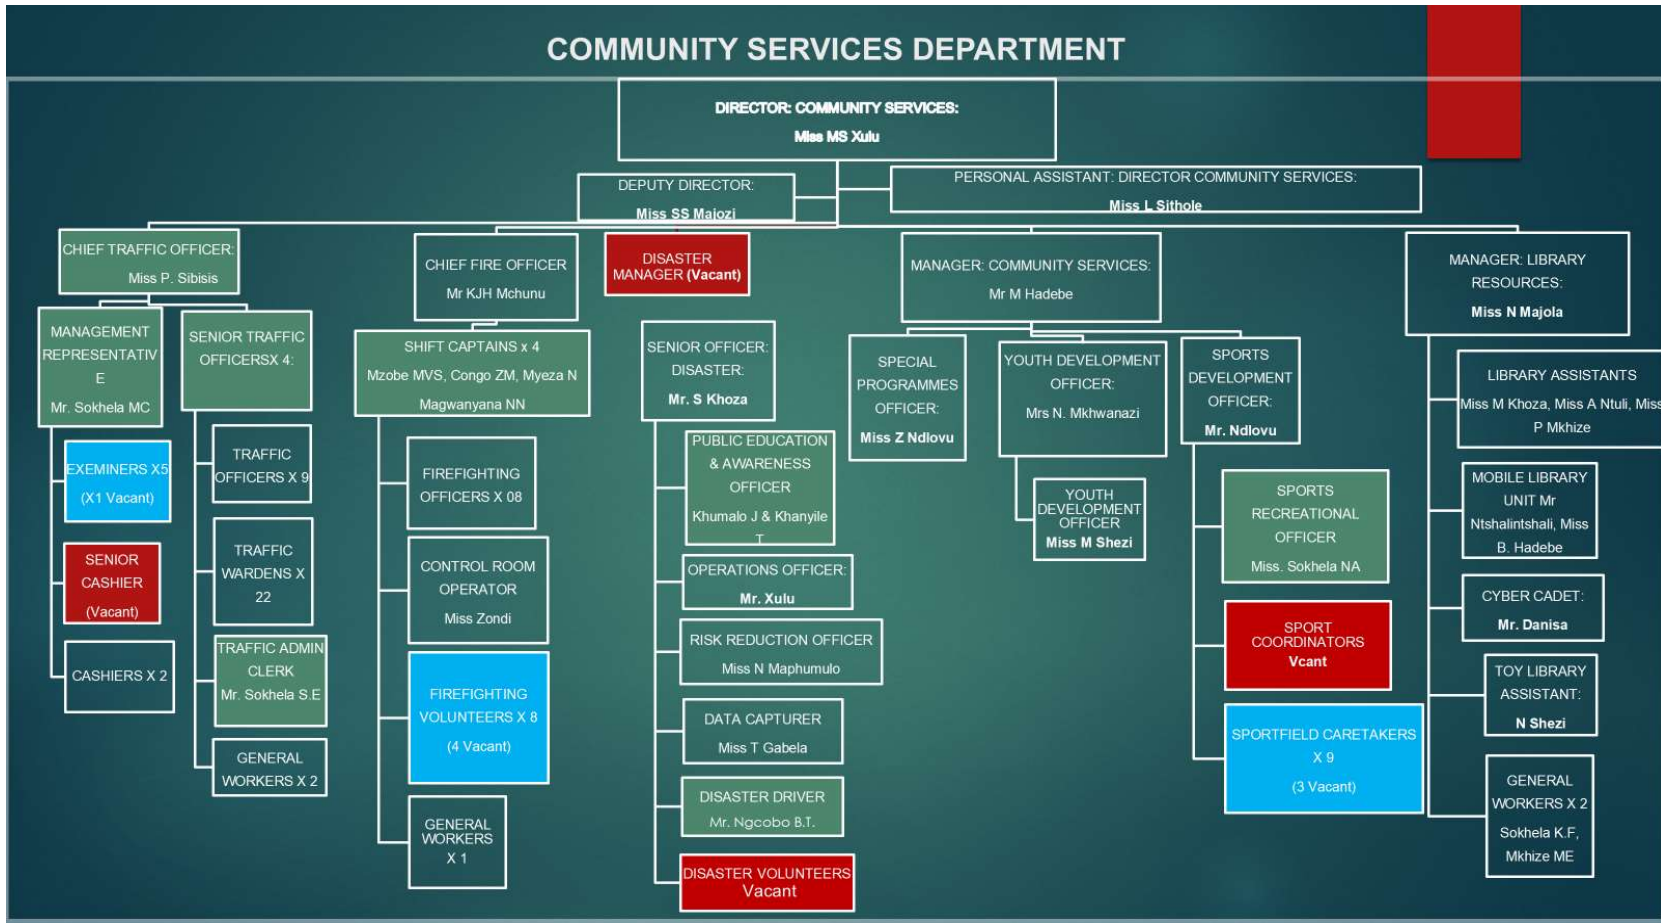 COMMUNITY SERVICES DEPARTMENT
DIRECTOR: COMMUNITY SERVICES:
Miss MS Xulu
DEPUTY DIRECTOR:
Miss SS Majozi
PERSONAL ASSISTANT: DIRECTOR COMMUNITY SERVICES:
Miss L Sithole
CHIEF TRAFFIC OFFICER:
Miss P. Sibisis
MANAGEMENT
REPRESENTATIV
E
Mr. Sokhela MC
EXEMINERS X5
(X1 Vacant)
SENIOR
CASHIER
(Vacant)
CASHIERS X 2
SENIOR TRAFFIC
OFFICERSX 4:
TRAFFIC
OFFICERS X 9
TRAFFIC
WARDENS X
22
TRAFFIC ADMIN
CLERK
Mr. Sokhela S.E
GENERAL
WORKERS X 2
CHIEF FIRE OFFICER
Mr KJH Mchunu
SHIFT CAPTAINS x 4
Mzobe MVS, Congo ZM, Myeza N
Magwanyana NN
FIREFIGHTING
OFFICERS X 08
CONTROL ROOM
OPERATOR
Miss Zondi
FIREFIGHTING
VOLUNTEERS X 8
(4 Vacant)
GENERAL
WORKERS
X 1
DISASTER
MANAGER (Vacant)
SENIOR OFFICER:
DISASTER:
Mr. S Khoza
PUBLIC EDUCATION
& AWARENESS
OFFICER
Khumalo J & Khanyile
T
OPERATIONS OFFICER:
Mr. Xulu
RISK REDUCTION OFFICER
Miss N Maphumulo
DATA CAPTURER
Miss T Gabela
DISASTER DRIVER
Mr. Ngcobo B.T.
DISASTER VOLUNTEERS
Vacant
MANAGER: COMMUNITY SERVICES:
Mr M Hadebe
SPECIAL
PROGRAMMES
OFFICER:
Miss Z Ndlovu
YOUTH DEVELOPMENT
OFFICER:
Mrs N. Mkhwanazi
YOUTH
DEVELOPMENT
OFFICER
Miss M Shezi
SPORTS
DEVELOPMENT
OFFICER:
Mr. Ndlovu
SPORTS
RECREATIONAL
OFFICER
Miss. Sokhela NA
SPORT
COORDINATORS
Vcant
SPORTFIELD CARETAKERS
X 9
(3 Vacant)
MANAGER: LIBRARY
RESOURCES:
Miss N Majola
LIBRARY ASSISTANTS
Miss M Khoza, Miss A Ntuli, Miss
P Mkhize
MOBILE LIBRARY
UNIT Mr
Ntshalintshali, Miss
B. Hadebe
CYBER CADET:
Mr. Danisa
TOY LIBRARY
ASSISTANT:
N Shezi
GENERAL
WORKERS X 2
Sokhela K.F,
Mkhize ME